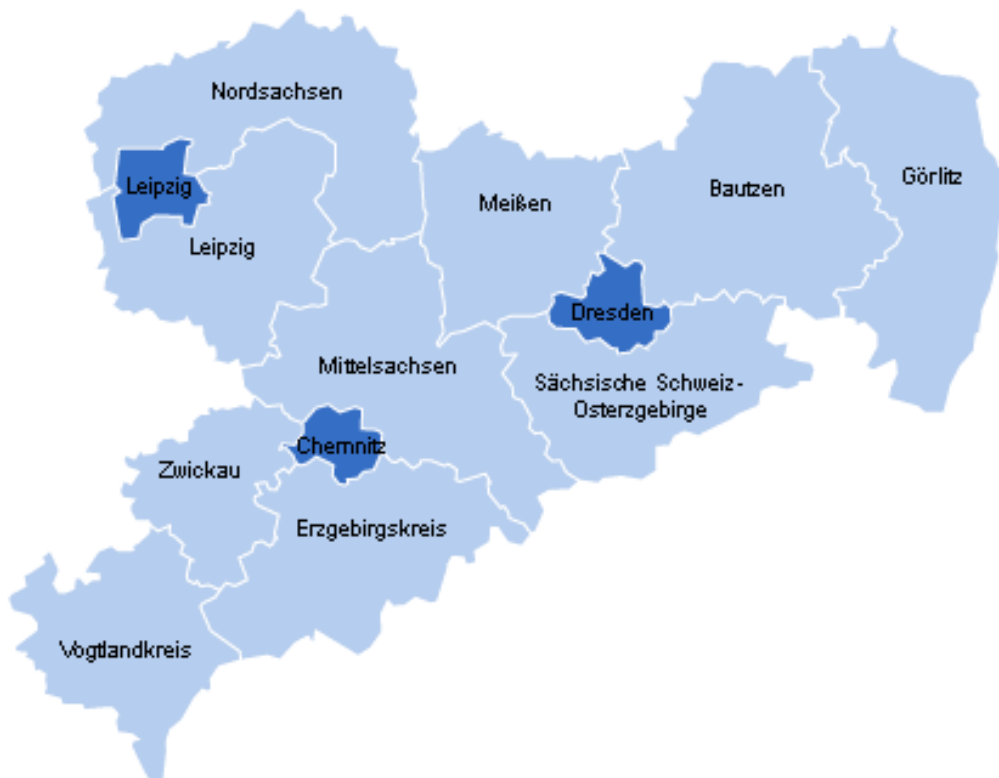 Nordsachsen
Leipzig
Leipzig
Meißen
Bautzen
Görlitz
Dresden
Mittelsachsen
Sächsische Schweiz-
Osterzgebirge
Chemnitz
Zwickau
Erzgebirgskreis
Vogtlandkreis